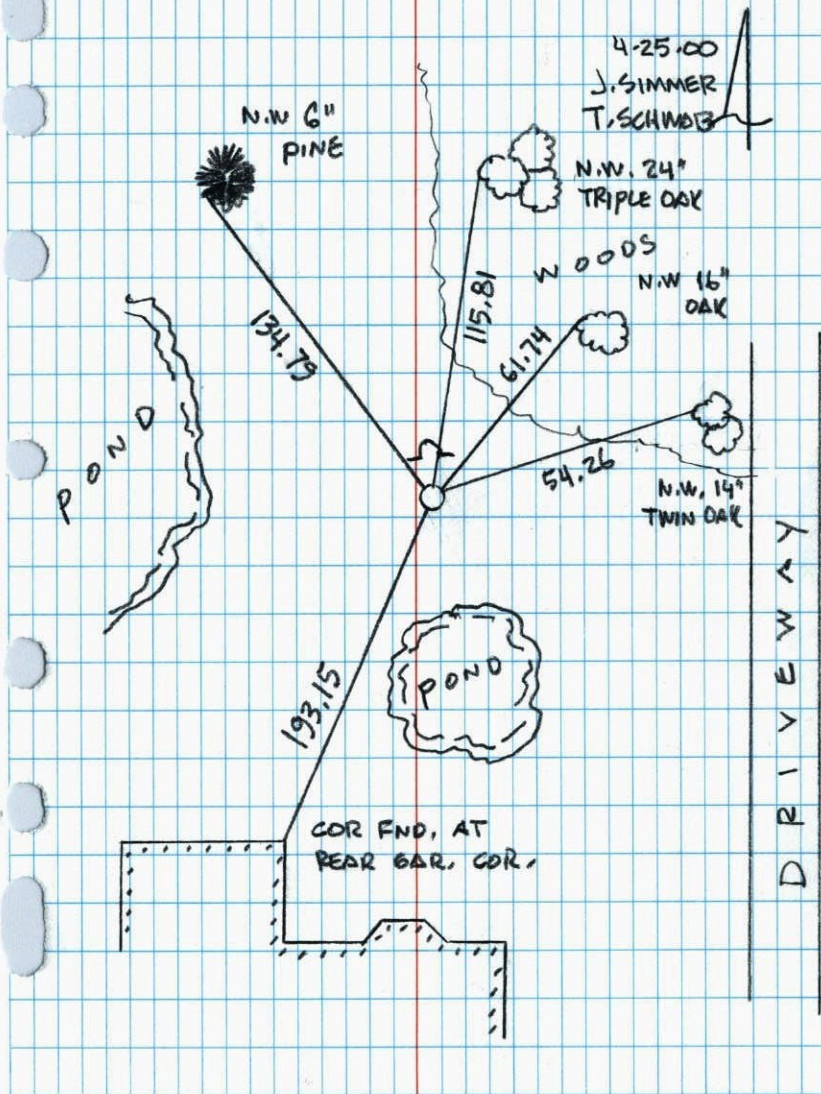 4-25-00
J. SIMMER
T. SCHWAB
N.W 6"
PINE
N.W. 24"
TRIPLE OAK
WOODS
N.W 16"
OAK
134.79
115.81
61.74
54.26
N.W. 14"
TWIN OAK
POND
POND
193.15
DRIVEWAY
COR FND. AT
REAR GAR. COR.